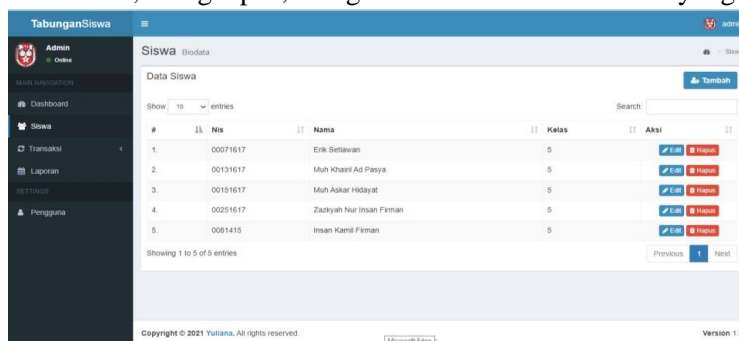 TabunganSiswa
Admin
Online
MAIN NAVIGATION
Dashboard
Siswa
Transaksi
Laporan
SETTINGS
Pengguna
Siswa Biodata
Data Siswa
Tambah
Show 10 entries
Search:
# Nis Nama Kelas Aksi
1. 00071617 Erik Setiawan 5 Edit Hapus
2. 00131617 Muh Khairil Ad Pasya 5 Edit Hapus
3. 00151617 Muh Askar Hidayat 5 Edit Hapus
4. 00251617 Zazkyah Nur Insan Firman 5 Edit Hapus
5. 0081415 Insan Kamil Firman 5 Edit Hapus
Showing 1 to 5 of 5 entries
Previous 1 Next
Copyright © 2021 Yuliana. All rights reserved.
Version 1.
Microsoft Edge